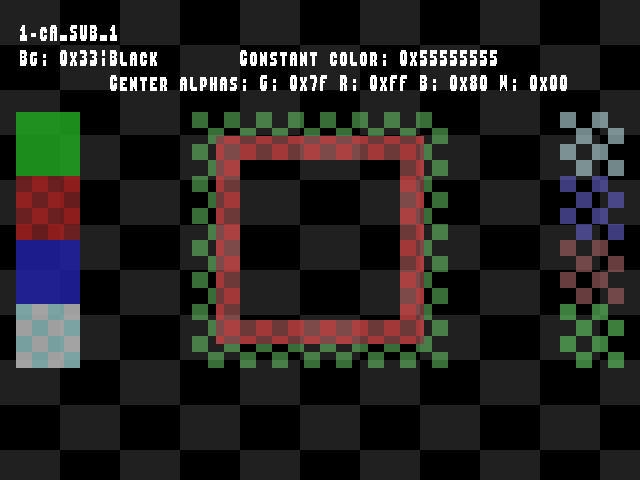 1-cA_SUB_1
Bg: 0x33¦Black Constant color: 0x55555555
Center alphas: G: 0x7f R: 0xff B: 0x80 W: 0x00